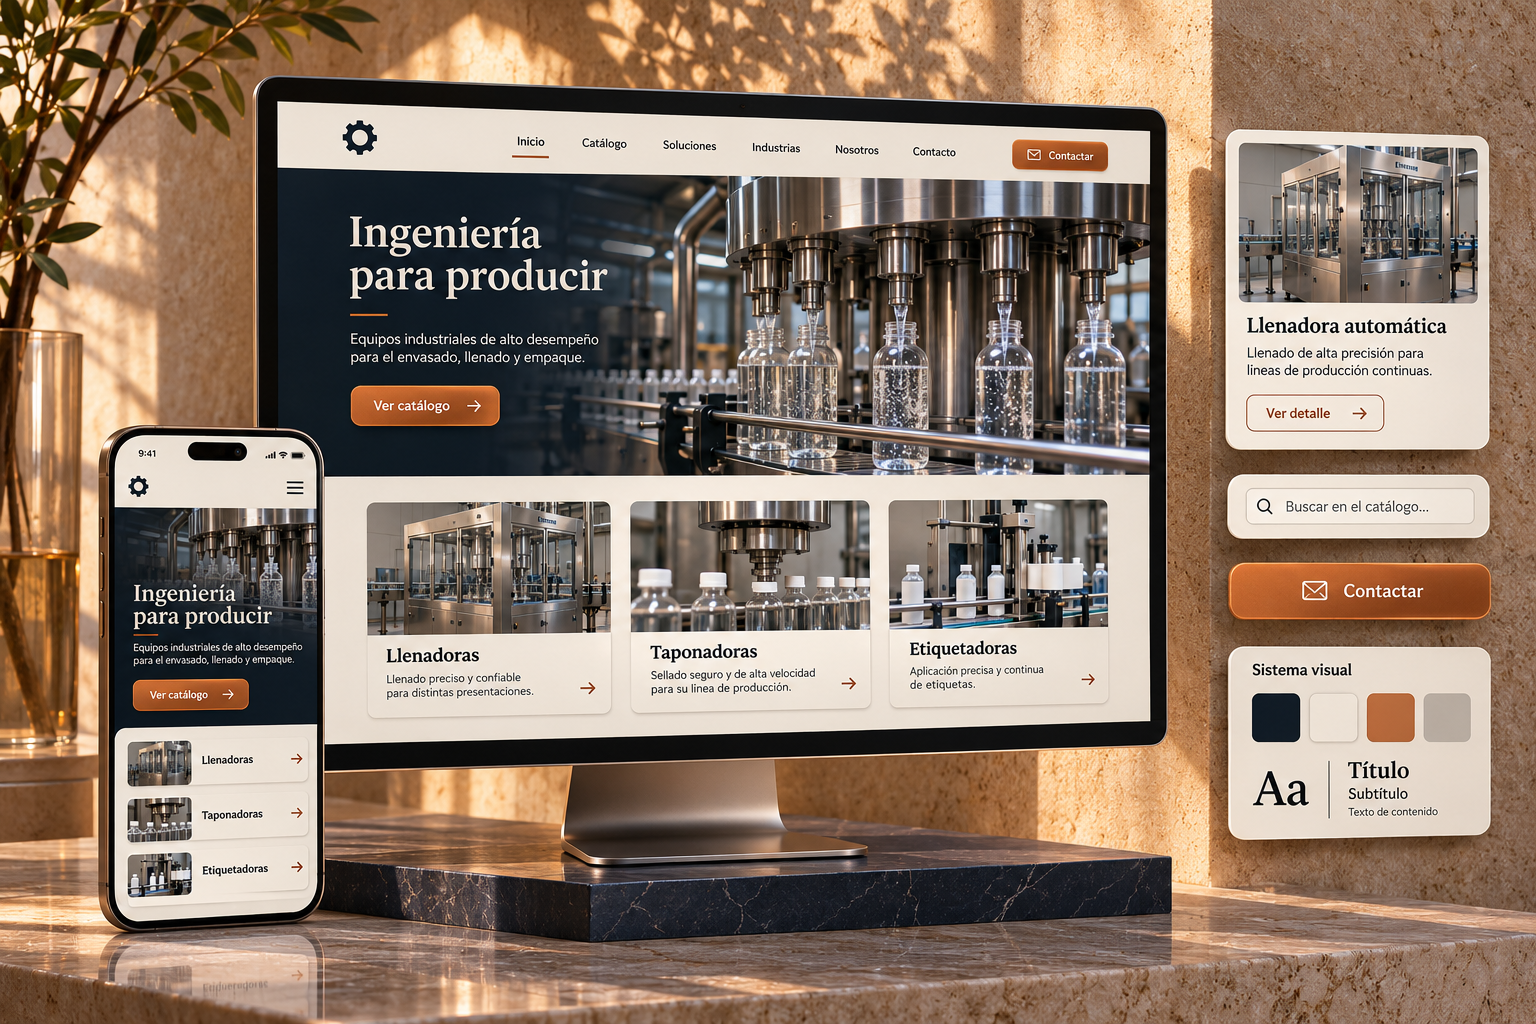 Inicio
Catálogo
Soluciones
Industrias
Nosotros
Contacto
Contactar
Ingeniería
para producir
Equipos industriales de alto desempeño
para el envasado, llenado y empaque.
Ver catálogo
Llenadoras
Llenado preciso y confiable
para distintas presentaciones.
Taponadoras
Sellado seguro y de alta velocidad
para su línea de producción.
Etiquetadoras
Aplicación precisa y continua
de etiquetas.
9:41
Ingeniería
para producir
Equipos industriales de alto desempeño
para el envasado, llenado y empaque.
Ver catálogo
Llenadoras
Taponadoras
Etiquetadoras
Llenadora automática
Llenado de alta precisión para
líneas de producción continuas.
Ver detalle
Buscar en el catálogo...
Contactar
Sistema visual
Aa
Título
Subtítulo
Texto de contenido